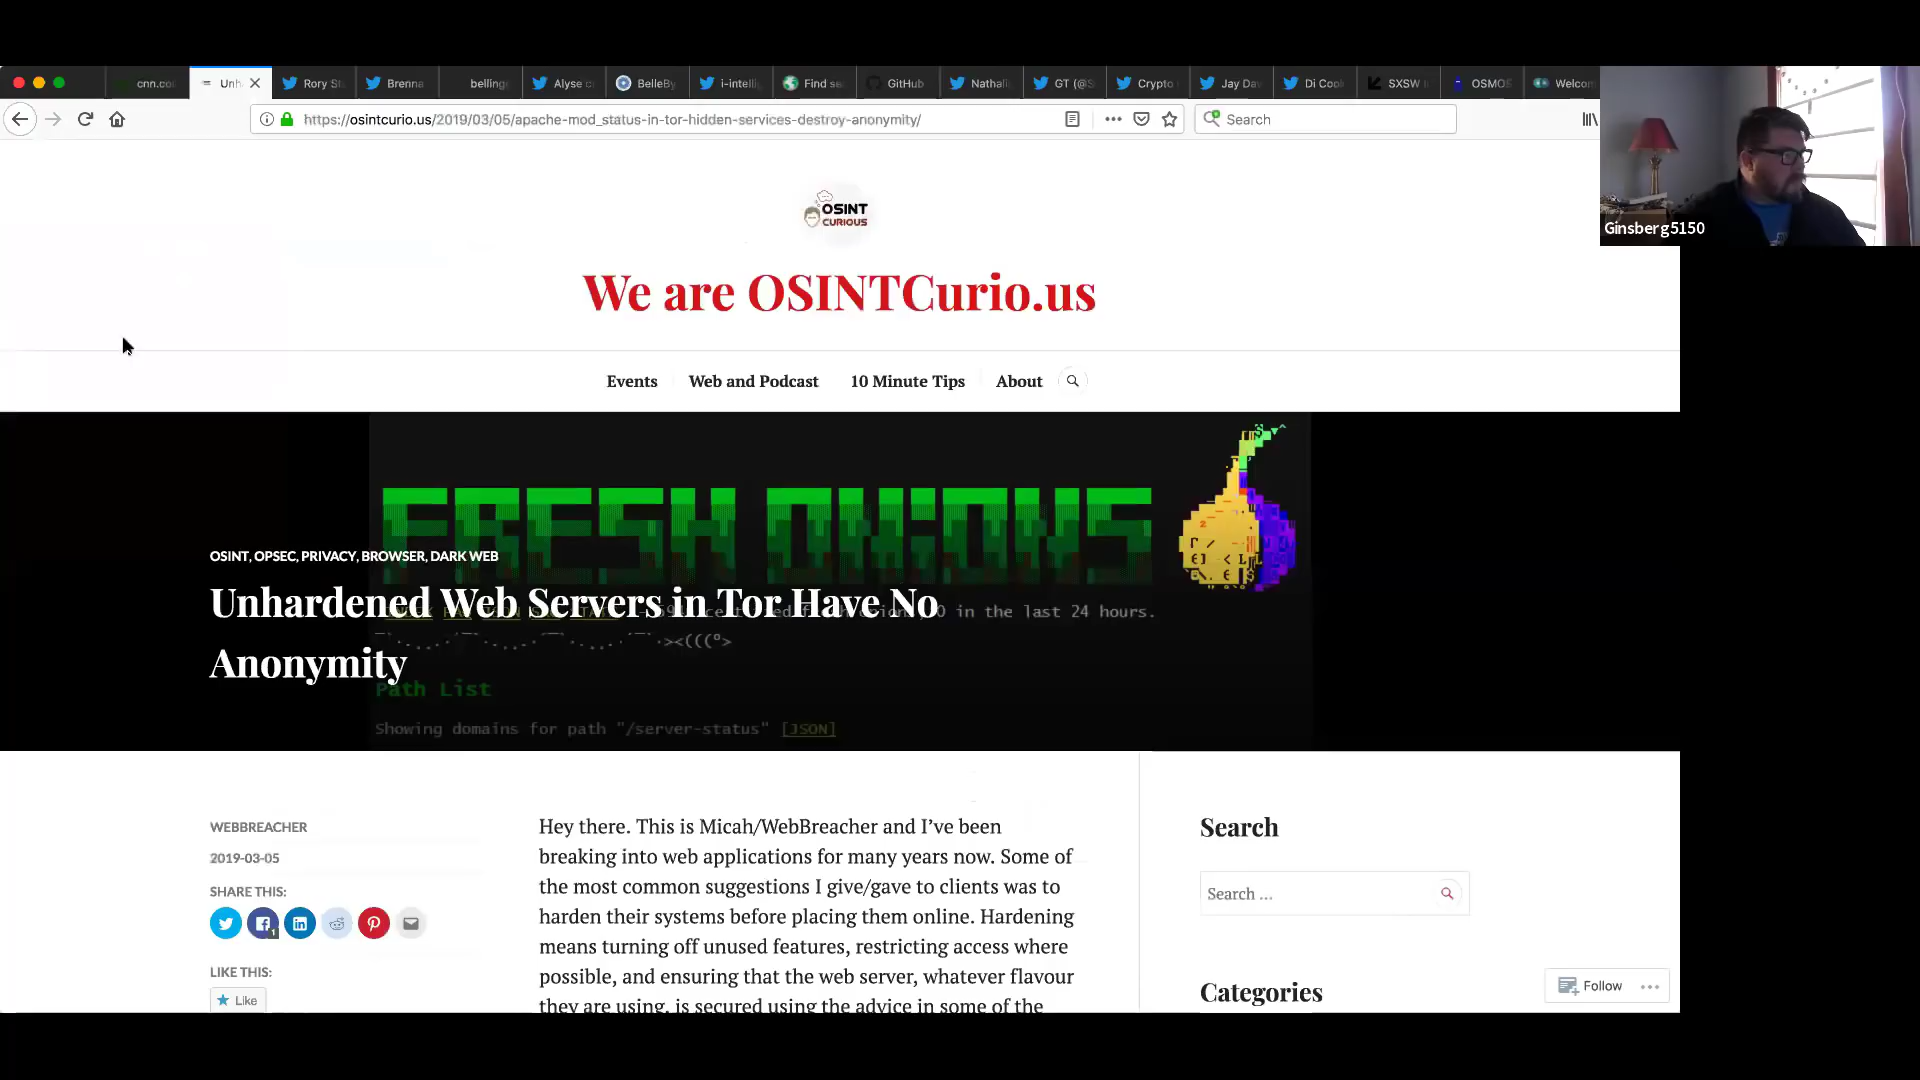 cnn.co
Unh
Rory St
Brenna
belling
Alyse c
BelleBy
i-intelli
Find se
GitHub
Nathali
GT (@S
Crypto
Jay Da
Di Cook
SXSW
OSMOS
Welcom
https://osintcurio.us/2019/03/05/apache-mod_status-in-tor-hidden-services-destroy-anonymity/
Search
Ginsberg5150
OSINT
CURIOUS
We are OSINTCurio.us
Events
Web and Podcast
10 Minute Tips
About
FRESH ONIONS
OSINT, OPSEC, PRIVACY, BROWSER, DARK WEB
Unhardened Web Servers in Tor Have No
Anonymity
in the last 24 hours.
Path List
Showing domains for path "/server-status" [JSON]
WEBBREACHER
2019-03-05
SHARE THIS:
1
LIKE THIS:
Like
Hey there. This is Micah/WebBreacher and I've been
breaking into web applications for many years now. Some of
the most common suggestions I give/gave to clients was to
harden their systems before placing them online. Hardening
means turning off unused features, restricting access where
possible, and ensuring that the web server, whatever flavour
they are using, is secured using the advice in some of the
Search
Search ...
Categories
Follow